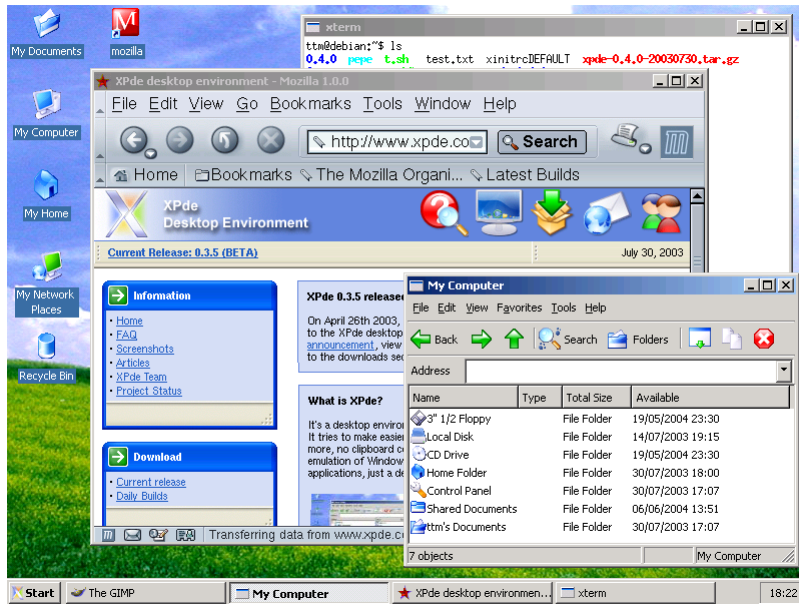 My Documents
mozilla
My Computer
My Home
My Network
Places
Recycle Bin
xterm
ttm@debian:~$ ls
0.4.0 pepe t.sh test.txt xinitrcDEFAULT xpde-0.4.0-20030730.tar.gz
XPde desktop environment - Mozilla 1.0.0
File Edit View Go Bookmarks Tools Window Help
http://www.xpde.co Search
Home Bookmarks The Mozilla Organi... Latest Builds
XPde
Desktop Environment
Current Release: 0.3.5 (BETA) July 30, 2003
Information
Home
FAQ
Screenshots
Articles
XPde Team
Project Status
Download
Current release
Daily Builds
XPde 0.3.5 released
On April 26th 2003,
to the XPde desktop
announcement, view
to the downloads sec
What is XPde?
It's a desktop environ
It tries to make easier
more, no clipboard co
emulation of Window
applications, just a de
Transferring data from www.xpde.c
My Computer
File Edit View Favorites Tools Help
Back Search Folders
Address
Name Type Total Size Available
3" 1/2 Floppy File Folder 19/05/2004 23:30
Local Disk File Folder 14/07/2003 19:15
CD Drive File Folder 19/05/2004 23:30
Home Folder File Folder 30/07/2003 18:00
Control Panel File Folder 30/07/2003 17:07
Shared Documents File Folder 06/06/2004 13:51
ttm's Documents File Folder 30/07/2003 17:07
7 objects My Computer
Start The GIMP My Computer XPde desktop environmen... xterm 18:22